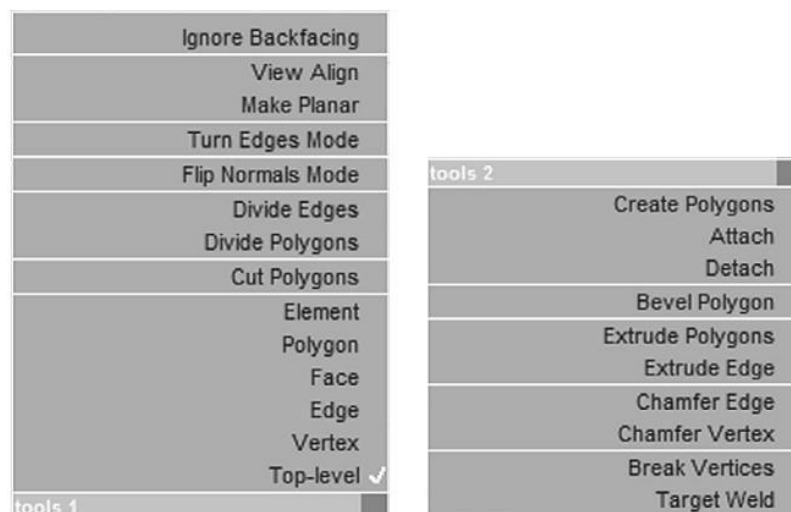 Ignore Backfacing
View Align
Make Planar
Turn Edges Mode
Flip Normals Mode
Divide Edges
Divide Polygons
Cut Polygons
Element
Polygon
Face
Edge
Vertex
Top-level
tools 1
tools 2
Create Polygons
Attach
Detach
Bevel Polygon
Extrude Polygons
Extrude Edge
Chamfer Edge
Chamfer Vertex
Break Vertices
Target Weld